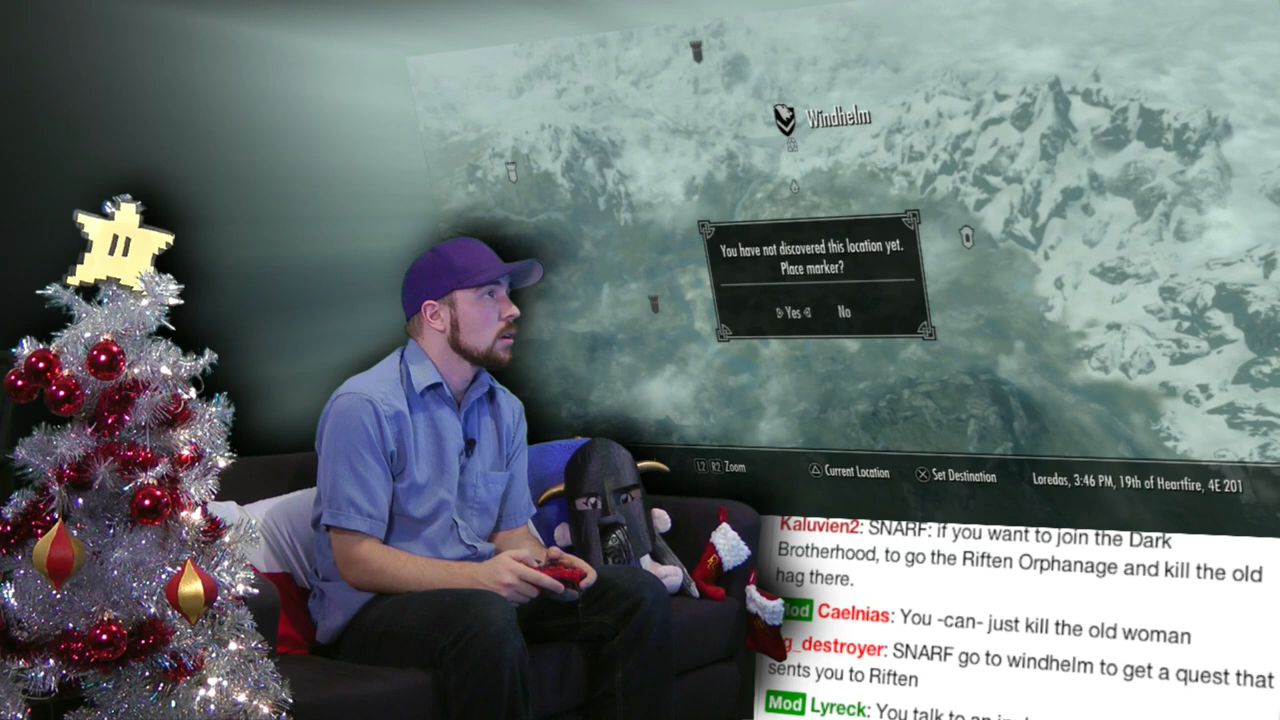 Windhelm
You have not discovered this location yet.
Place marker?
Yes No
L2 R2 Zoom
Current Location
Set Destination
Loredas, 3:46 PM, 19th of Heartfire, 4E 201
Kaluvien2: SNARF: if you want to join the Dark
Brotherhood, to go the Riften Orphanage and kill the old
hag there.
Mod Caelnias: You -can- just kill the old woman
g_destroyer: SNARF go to windhelm to get a quest that
sents you to Riften
Mod Lyreck: You talk to an